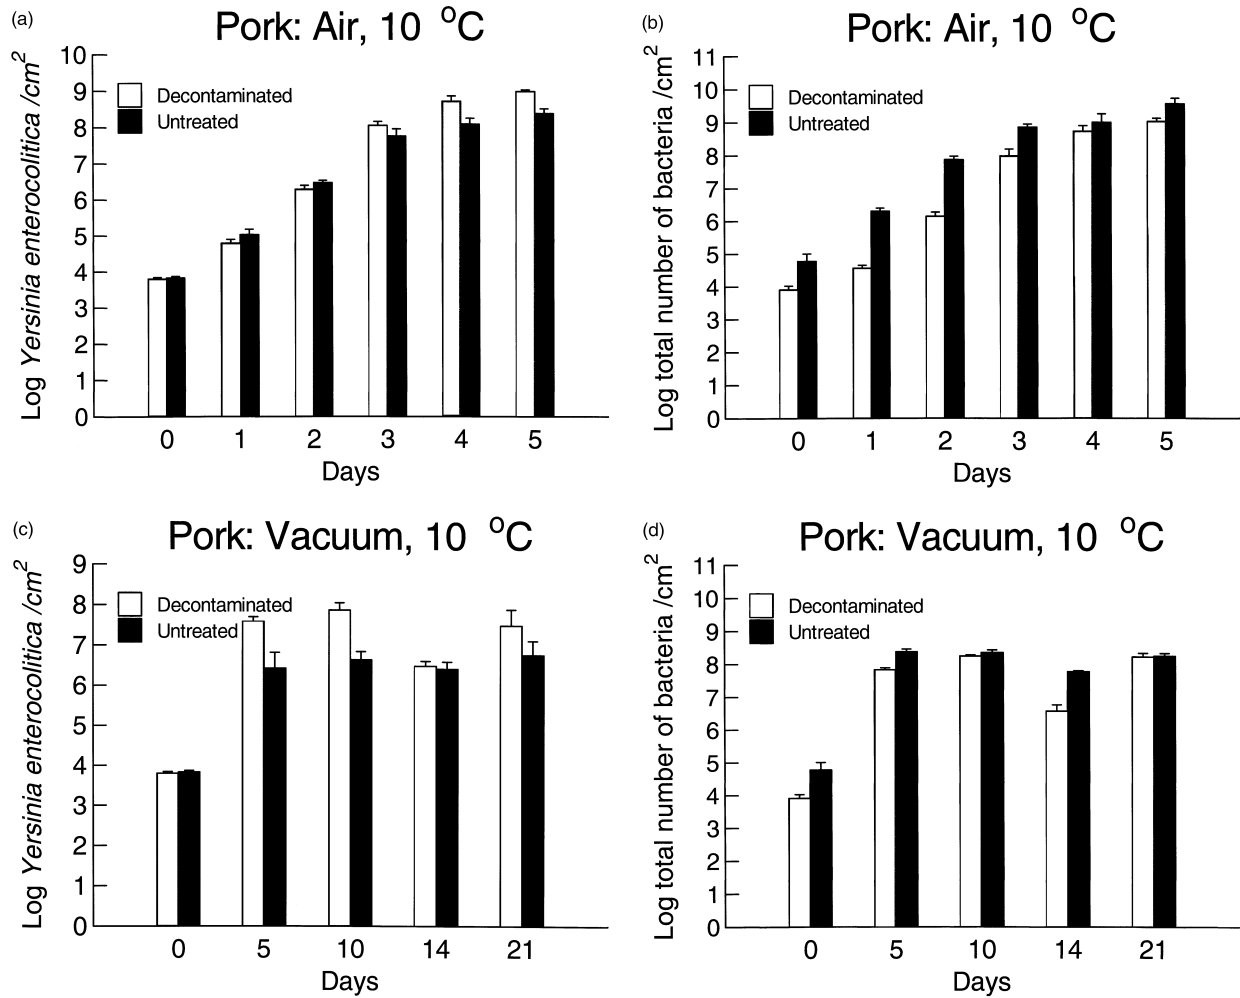 (a)
Pork: Air, 10 °C
Log Yersinia enterocolitica /cm²
10
9
8
7
6
5
4
3
2
1
0
Decontaminated
Untreated
0 1 2 3 4 5
Days
(b)
Pork: Air, 10 °C
Log total number of bacteria /cm²
11
10
9
8
7
6
5
4
3
2
1
0
Decontaminated
Untreated
0 1 2 3 4 5
Days
(c)
Pork: Vacuum, 10 °C
Log Yersinia enterocolitica /cm²
9
8
7
6
5
4
3
2
1
0
Decontaminated
Untreated
0 5 10 14 21
Days
(d)
Pork: Vacuum, 10 °C
Log total number of bacteria /cm²
11
10
9
8
7
6
5
4
3
2
1
0
Decontaminated
Untreated
0 5 10 14 21
Days